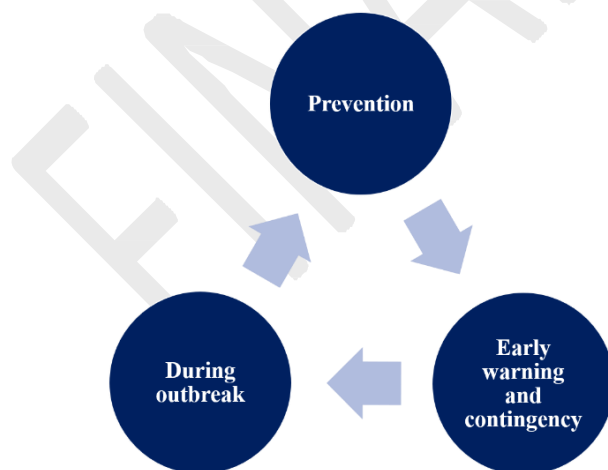 Prevention
Early
warning
and
contingency
During
outbreak